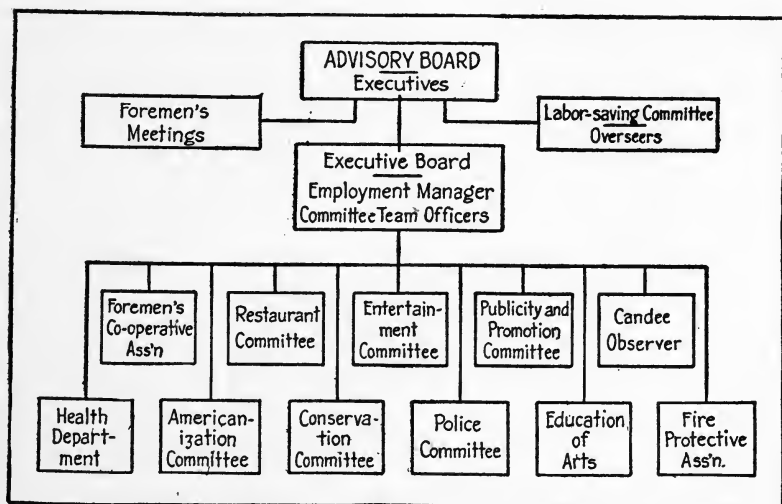 ADVISORY BOARD
Executives
Foremen's
Meetings
Labor-saving Committee
Overseers
Executive Board
Employment Manager
Committee Team Officers
Foremen's
Co-operative
Ass'n
Restaurant
Committee
Entertain-
ment
Committee
Publicity and
Promotion
Committee
Candee
Observer
Health
Depart-
ment
American-
ization
Committee
Conserva-
tion
Committee
Police
Committee
Education
of
Arts
Fire
Protective
Ass'n.